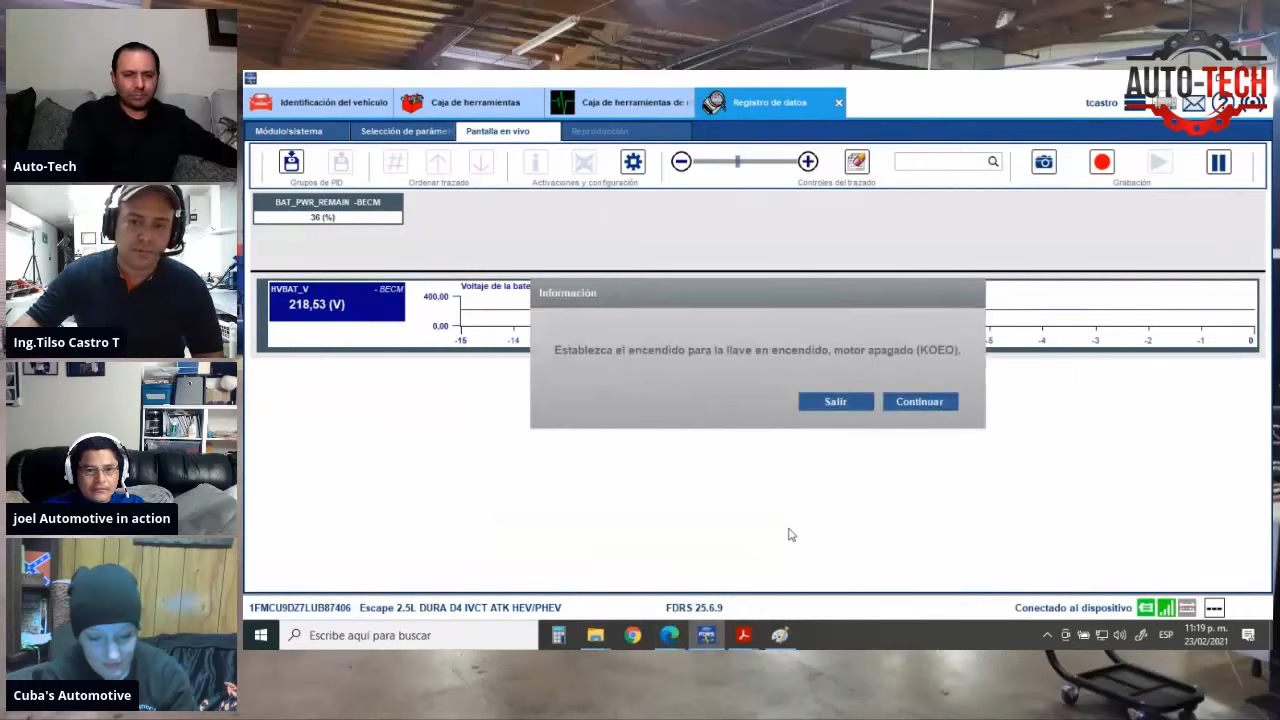 Auto-Tech
Ing.Tilso Castro T
joel Automotive in action
Cuba's Automotive
AUTO-TECH
Identificación del vehículo
Caja de herramientas
Caja de herramientas de
Registro de datos
tcastro
Módulo/sistema
Selección de paráme
Pantalla en vivo
Reproducción
Grupos de PID
Ordenar trazado
Activaciones y configuración
Controles del trazado
Grabación
BAT_PWR_REMAIN -BECM
36 (%)
HVBAT_V - BECM
218,53 (V)
Voltaje de la bate
400,00
0,00
-15 -14 -5 -4 -3 -2 -1 0
Información
Establezca el encendido para la llave en encendido, motor apagado (KOEO).
Salir Continuar
1FMCU9DZ7LUB87406 Escape 2.5L DURA D4 IVCT ATK HEV/PHEV FDRS 25.6.9 Conectado al dispositivo
Escribe aquí para buscar
ESP
11:19 p. m.
23/02/2021